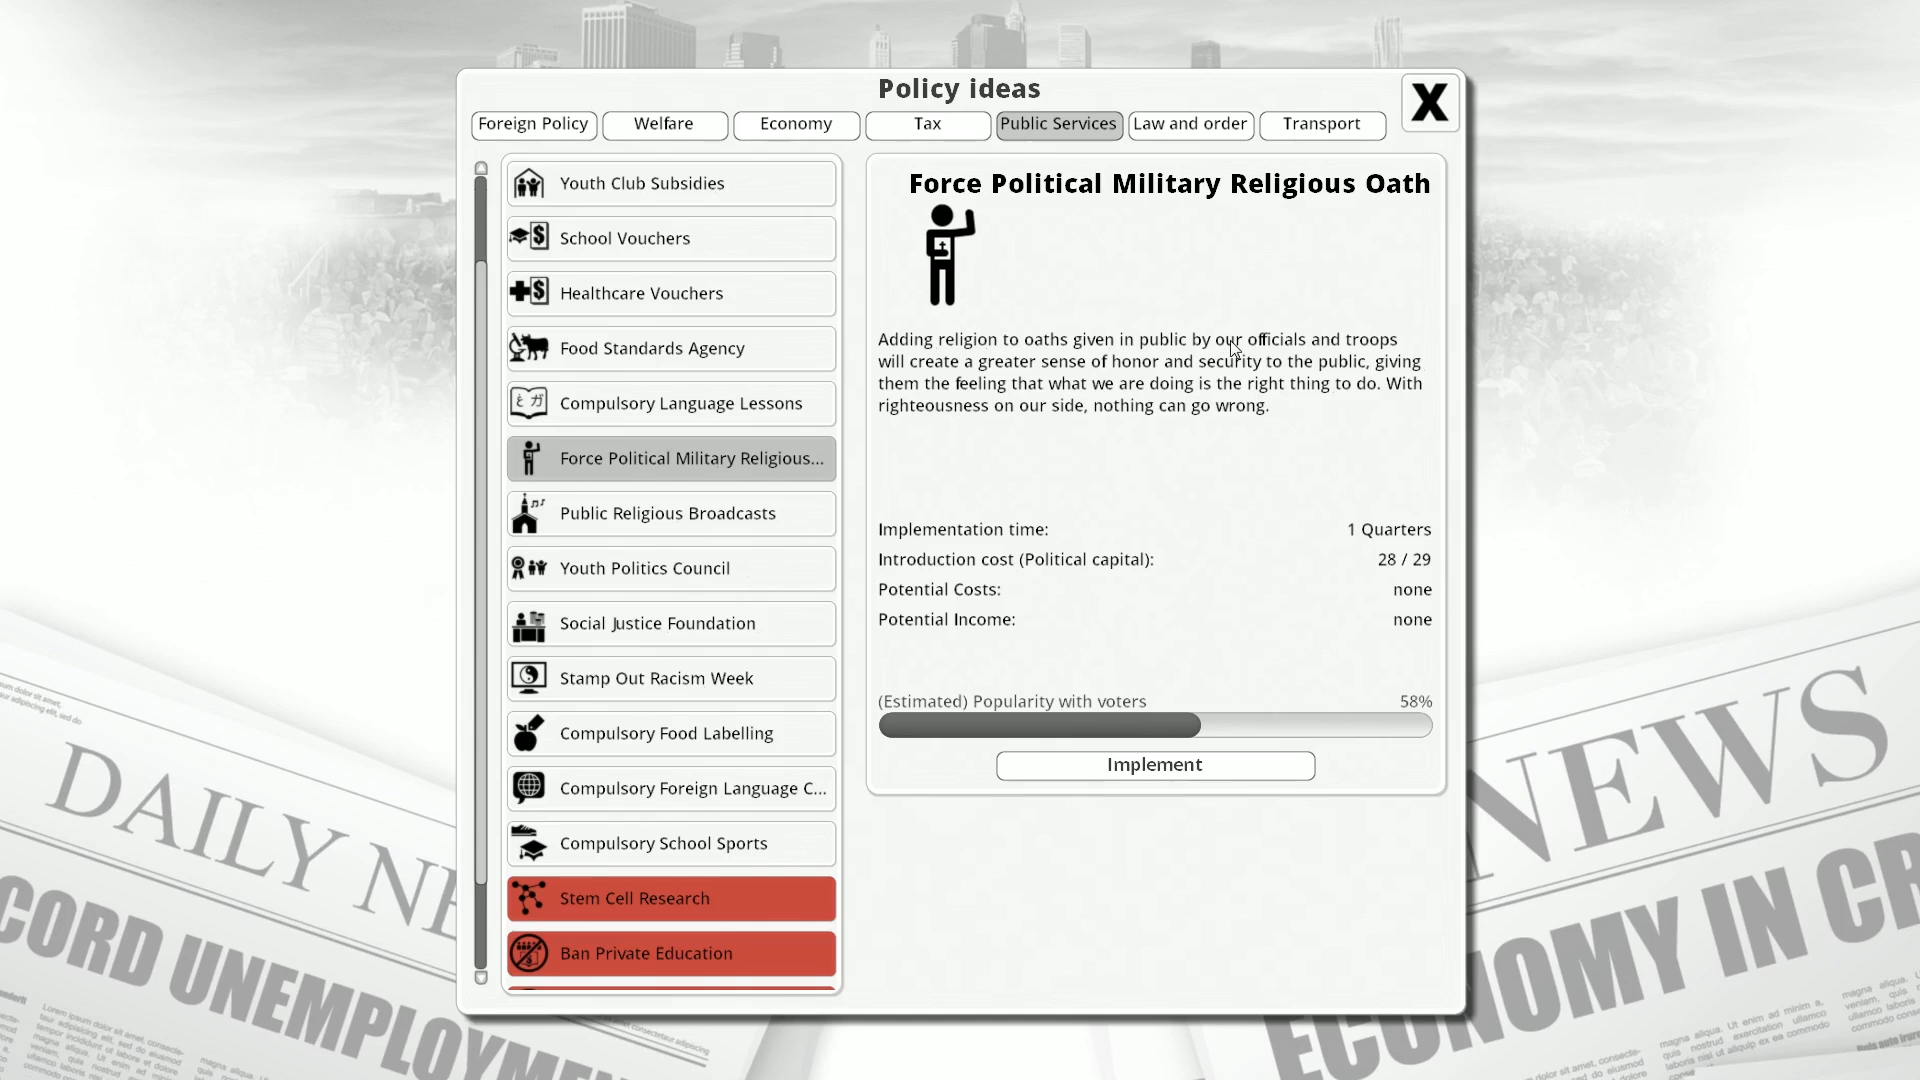 Policy ideas
X
Foreign Policy
Welfare
Economy
Tax
Public Services
Law and order
Transport
Youth Club Subsidies
School Vouchers
Healthcare Vouchers
Food Standards Agency
Compulsory Language Lessons
Force Political Military Religious...
Public Religious Broadcasts
Youth Politics Council
Social Justice Foundation
Stamp Out Racism Week
Compulsory Food Labelling
Compulsory Foreign Language C...
Compulsory School Sports
Stem Cell Research
Ban Private Education
Force Political Military Religious Oath
Adding religion to oaths given in public by our officials and troops
will create a greater sense of honor and security to the public, giving
them the feeling that what we are doing is the right thing to do. With
righteousness on our side, nothing can go wrong.
Implementation time: 1 Quarters
Introduction cost (Political capital): 28 / 29
Potential Costs: none
Potential Income: none
(Estimated) Popularity with voters 58%
Implement
DAILY NE
CORD UNEMPLOYME
NEWS
ECONOMY IN CR